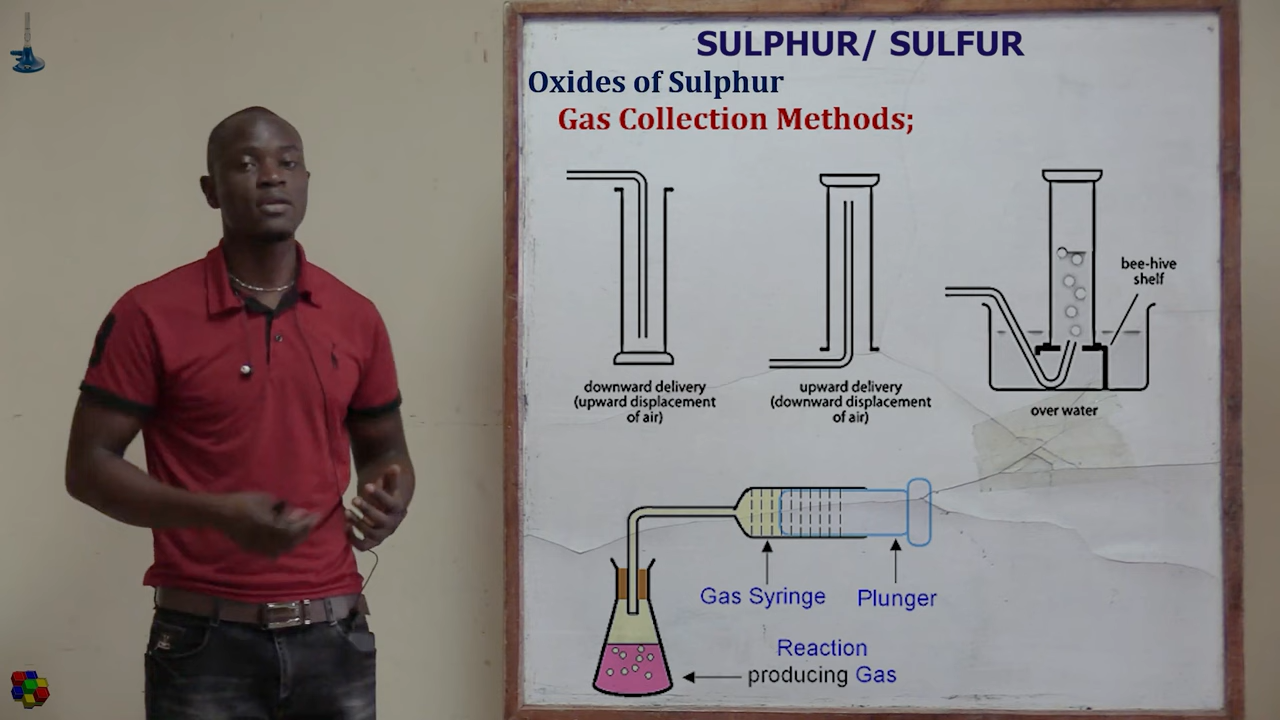 SULPHUR/ SULFUR
Oxides of Sulphur
Gas Collection Methods;
downward delivery
(upward displacement
of air)
upward delivery
(downward displacement
of air)
bee-hive
shelf
over water
Gas Syringe
Plunger
Reaction
producing Gas